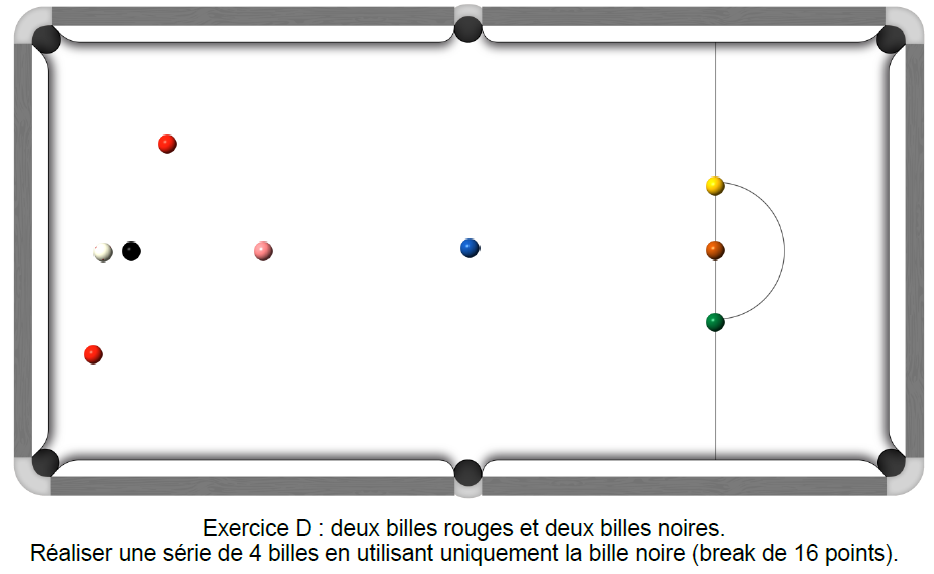 Exercice D : deux billes rouges et deux billes noires.
Réaliser une série de 4 billes en utilisant uniquement la bille noire (break de 16 points).